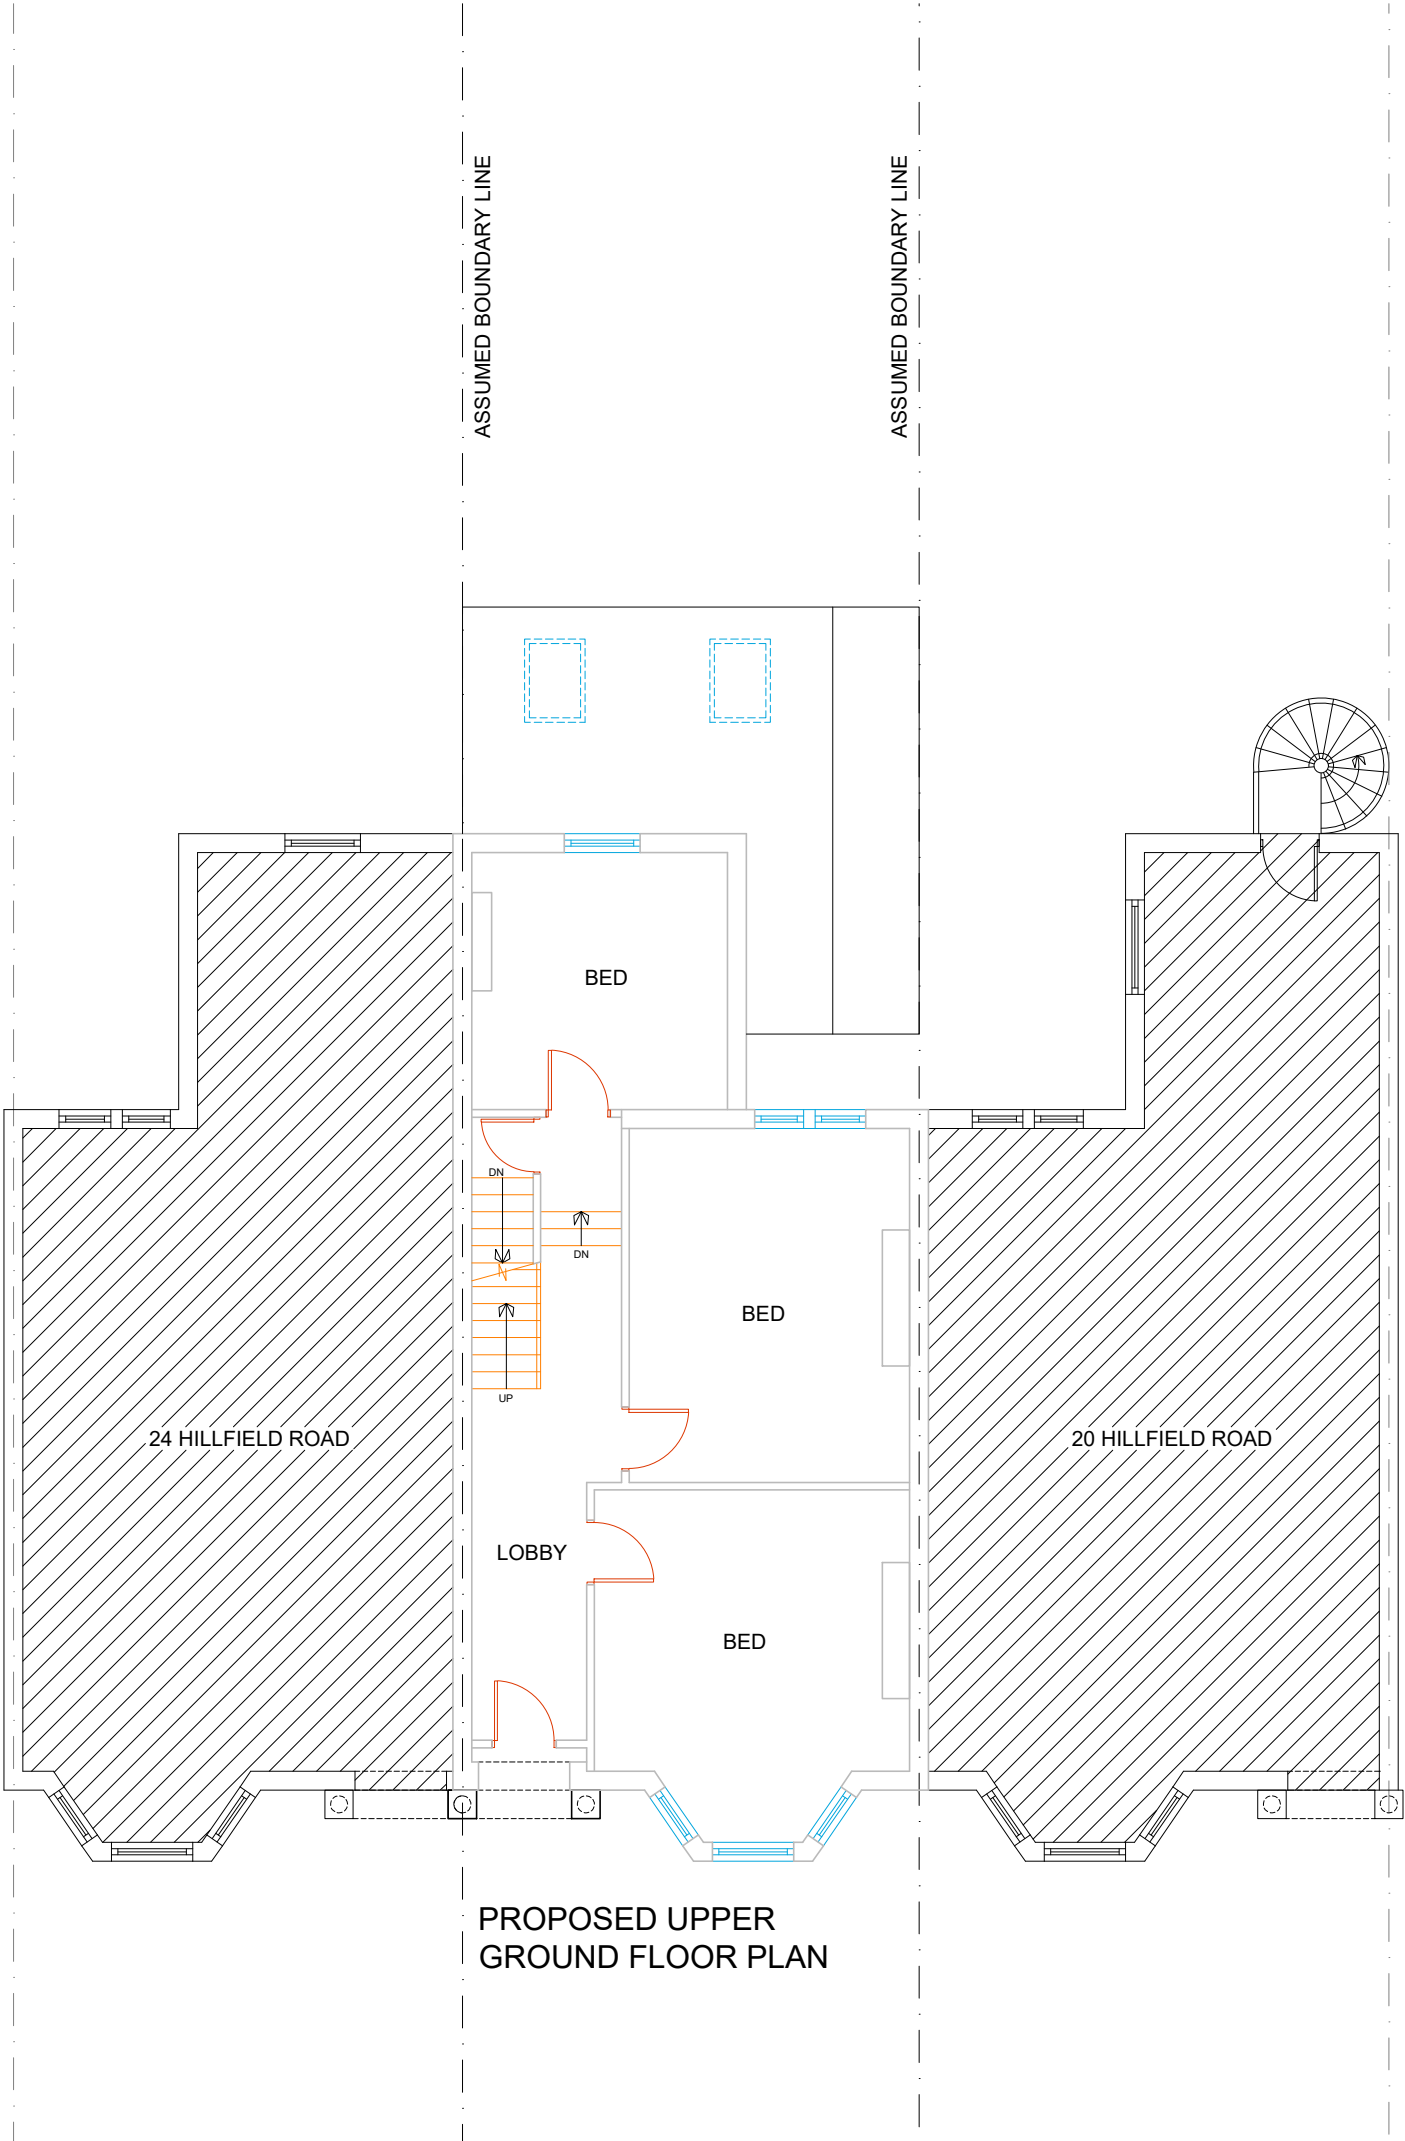 ASSUMED BOUNDARY LINE
ASSUMED BOUNDARY LINE
BED
DN
DN
BED
UP
24 HILLFIELD ROAD
20 HILLFIELD ROAD
LOBBY
BED
PROPOSED UPPER
GROUND FLOOR PLAN